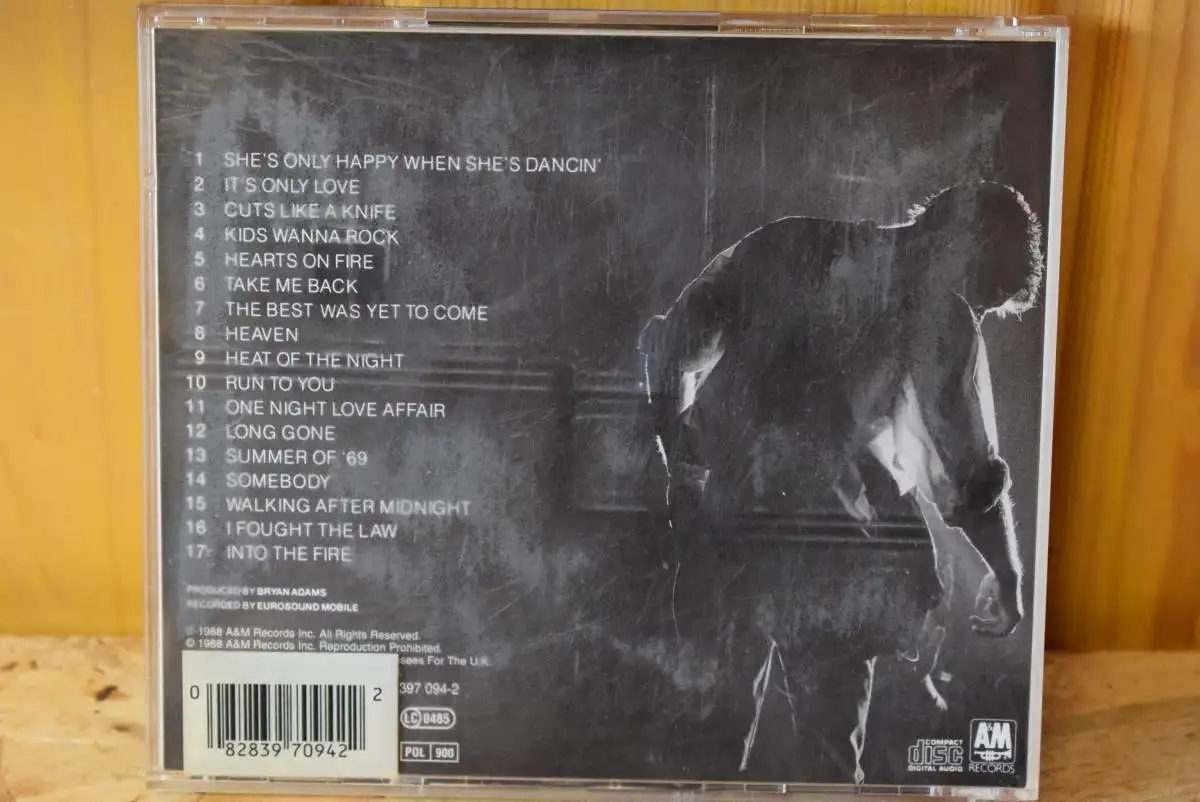 1 SHE'S ONLY HAPPY WHEN SHE'S DANCIN'
2 IT'S ONLY LOVE
3 CUTS LIKE A KNIFE
4 KIDS WANNA ROCK
5 HEARTS ON FIRE
6 TAKE ME BACK
7 THE BEST WAS YET TO COME
8 HEAVEN
9 HEAT OF THE NIGHT
10 RUN TO YOU
11 ONE NIGHT LOVE AFFAIR
12 LONG GONE
13 SUMMER OF '69
14 SOMEBODY
15 WALKING AFTER MIDNIGHT
16 I FOUGHT THE LAW
17 INTO THE FIRE
PRODUCED BY BRYAN ADAMS
RECORDED BY EUROSOUND MOBILE
℗ 1988 A&M Records Inc. All Rights Reserved.
© 1988 A&M Records Inc. Reproduction Prohibited.
For The U.K.
397 094-2
0 82839 70942 2
LC 0485
POL 900
COMPACT
disc
DIGITAL AUDIO
A&M
RECORDS